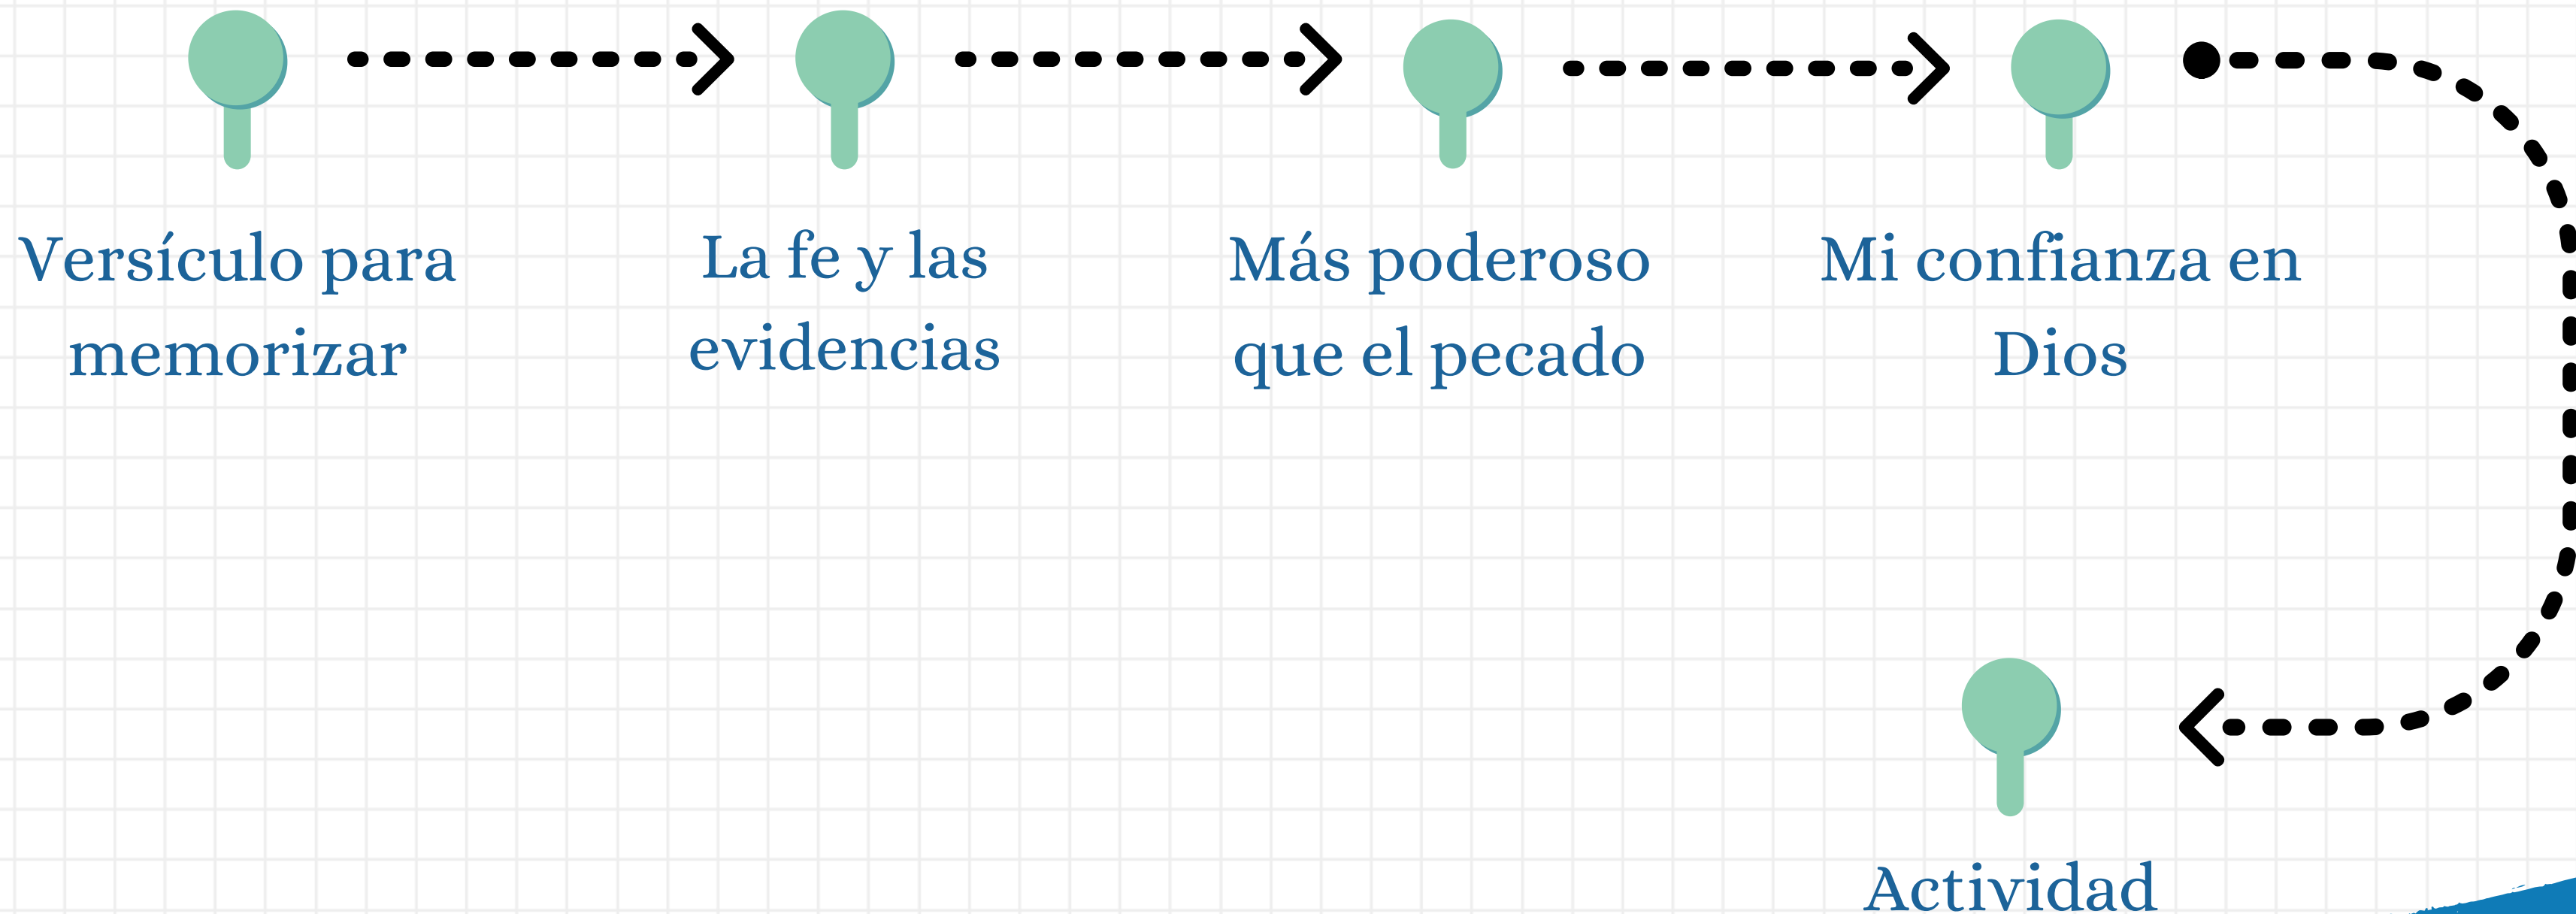 Versículo para
memorizar
La fe y las
evidencias
Más poderoso
que el pecado
Mi confianza en
Dios
Actividad